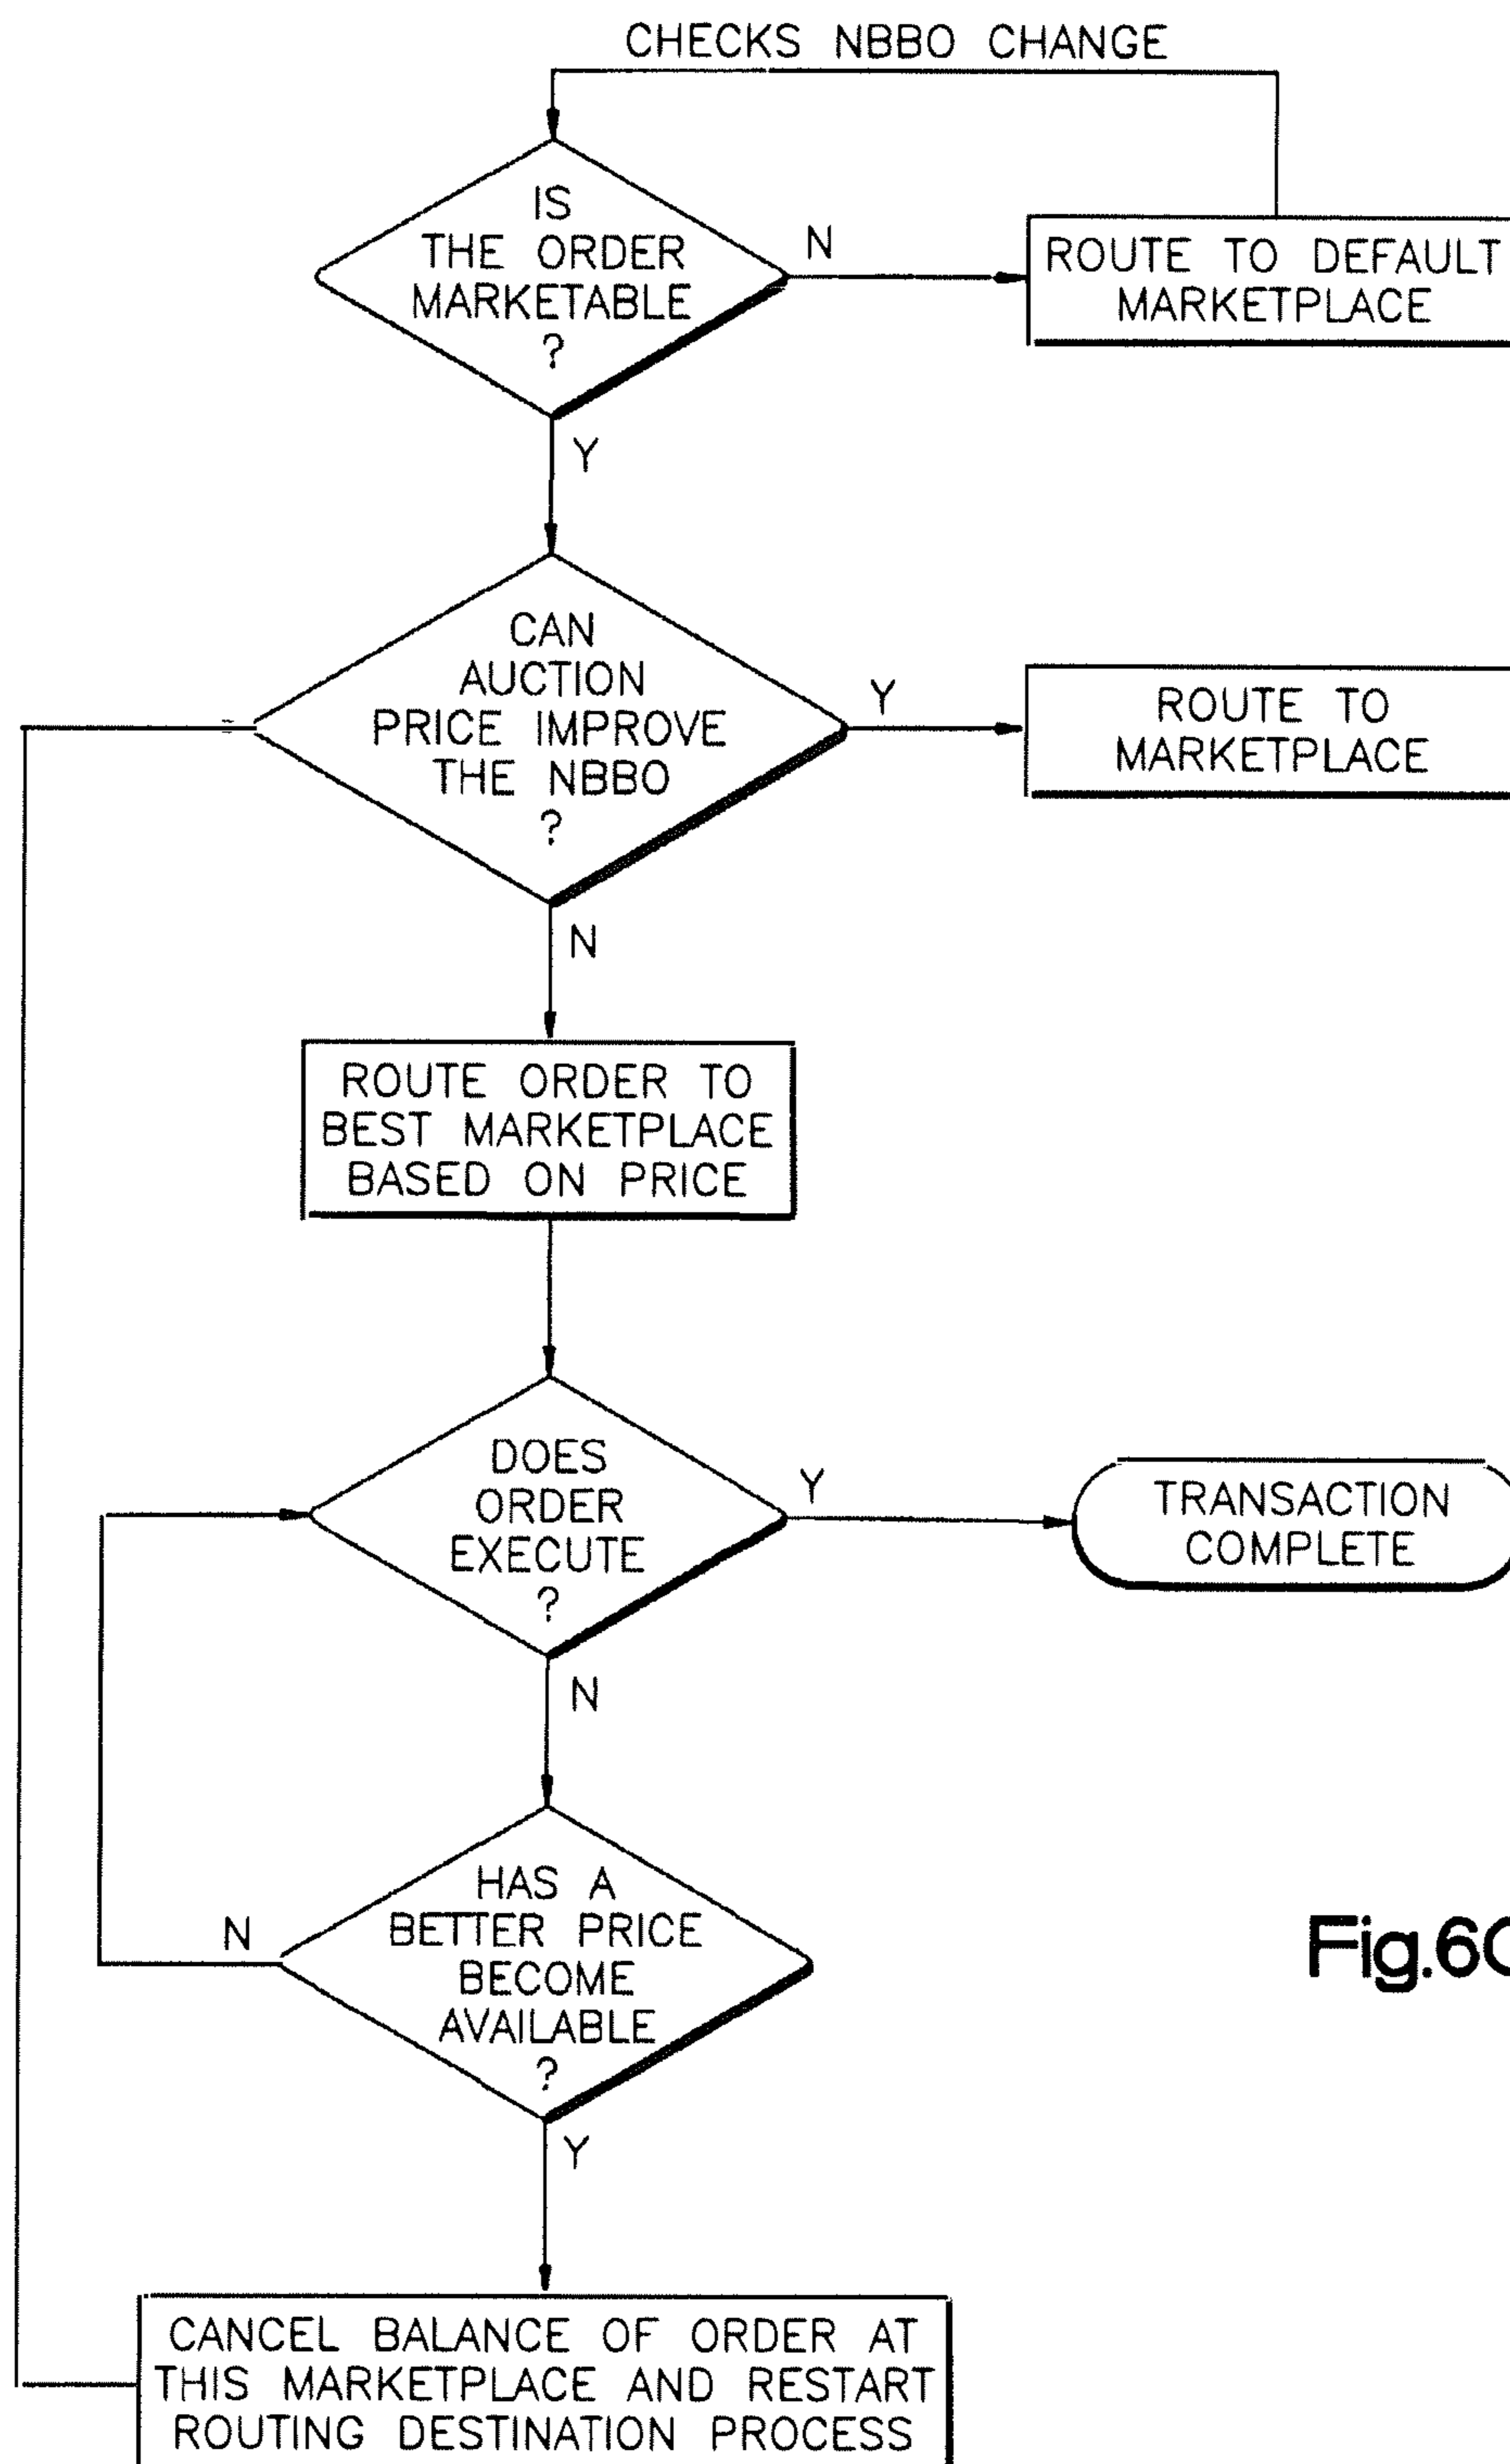 CHECKS NBBO CHANGE
IS
THE ORDER
MARKETABLE
?
N
ROUTE TO DEFAULT
MARKETPLACE
Y
CAN
AUCTION
PRICE IMPROVE
THE NBBO
?
Y
ROUTE TO
MARKETPLACE
N
ROUTE ORDER TO
BEST MARKETPLACE
BASED ON PRICE
DOES
ORDER
EXECUTE
?
Y
TRANSACTION
COMPLETE
N
HAS A
BETTER PRICE
BECOME
AVAILABLE
?
N
Y
CANCEL BALANCE OF ORDER AT
THIS MARKETPLACE AND RESTART
ROUTING DESTINATION PROCESS